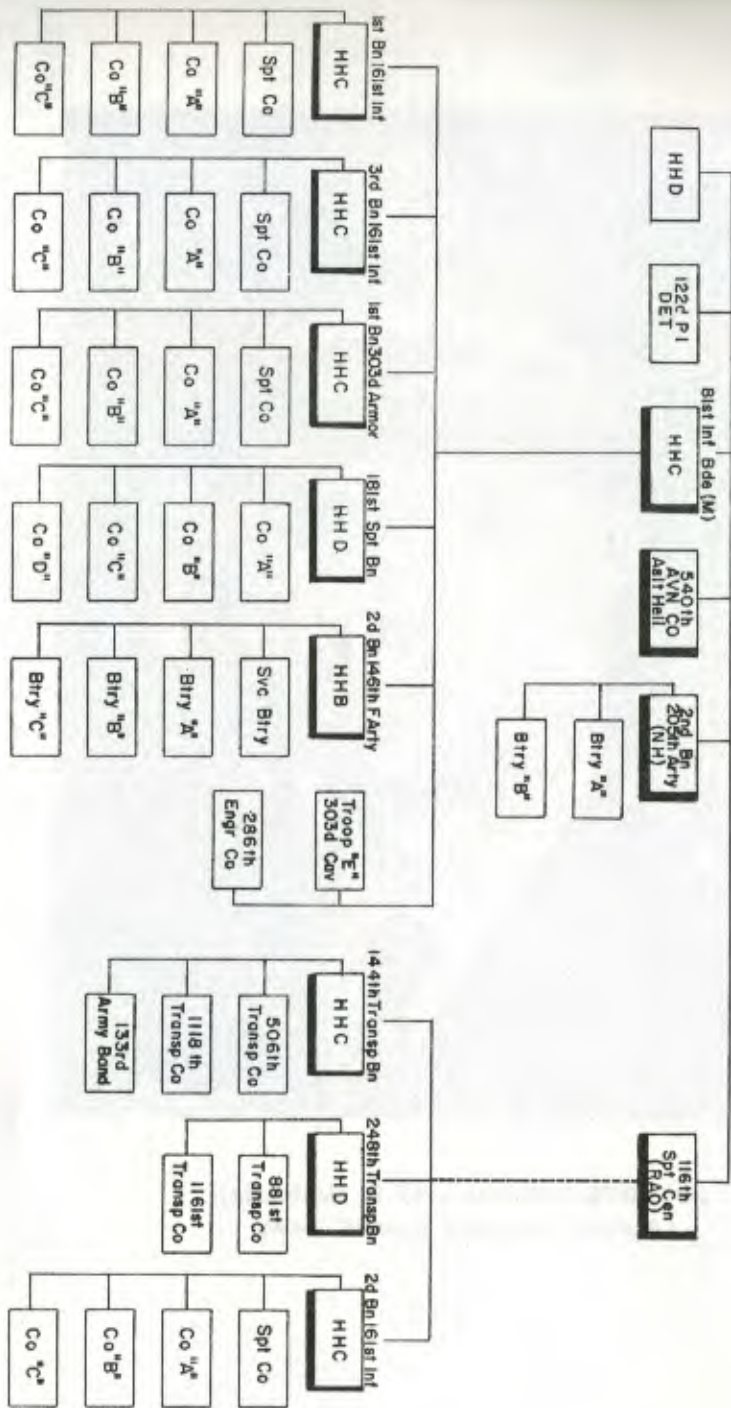 HHD
122d PI
DET
81st Inf Bde (M)
HHC
540th
AVN CO
Aslt Heli
2nd Bn
205th Arty
(NH)
Btry "A"
Btry "B"
116th
Spt Cen
(RAO)
1st Bn 161st Inf
HHC
Spt Co
Co "A"
Co "B"
Co "C"
3rd Bn 161st Inf
HHC
Spt Co
Co "A"
Co "B"
Co "C"
1st Bn 303d Armor
HHC
Spt Co
Co "A"
Co "B"
Co "C"
181st Spt Bn
HHD
Co "A"
Co "B"
Co "C"
Co "D"
2d Bn 146th F Arty
HHB
Svc Btry
Btry "A"
Btry "B"
Btry "C"
Troop "E"
303d Cav
286th
Engr Co
144th Transp Bn
HHC
506th
Transp Co
1118th
Transp Co
133rd
Army Band
248th Transp Bn
HHD
881st
Transp Co
1161st
Transp Co
2d Bn 161st Inf
HHC
Spt Co
Co "A"
Co "B"
Co "C"